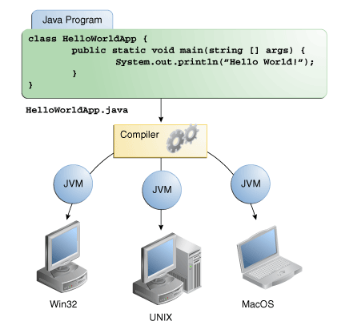 Java Program
class HelloWorldApp {
public static void main(string [] args) {
System.out.println("Hello World!");
}
}
HelloWorldApp.java
Compiler
JVM JVM JVM
Win32 UNIX MacOS